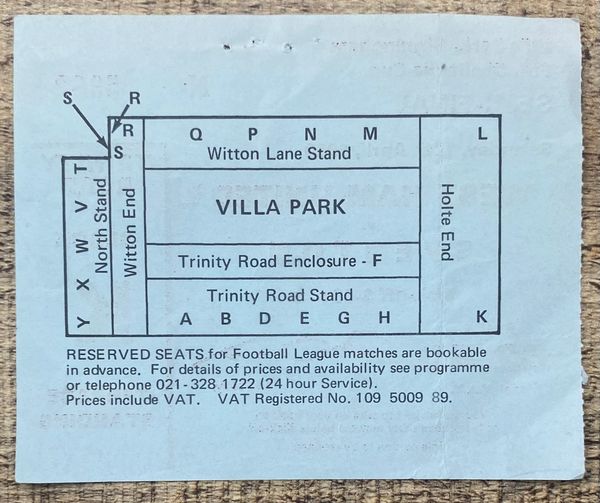 S R
R
S
Q P N M
L
Witton Lane Stand
T
V
W
X
Y
North Stand
Witton End
VILLA PARK
Holte End
Trinity Road Enclosure - F
Trinity Road Stand
A B D E G H
K
RESERVED SEATS for Football League matches are bookable
in advance. For details of prices and availability see programme
or telephone 021-328 1722 (24 hour Service).
Prices include VAT. VAT Registered No. 109 5009 89.